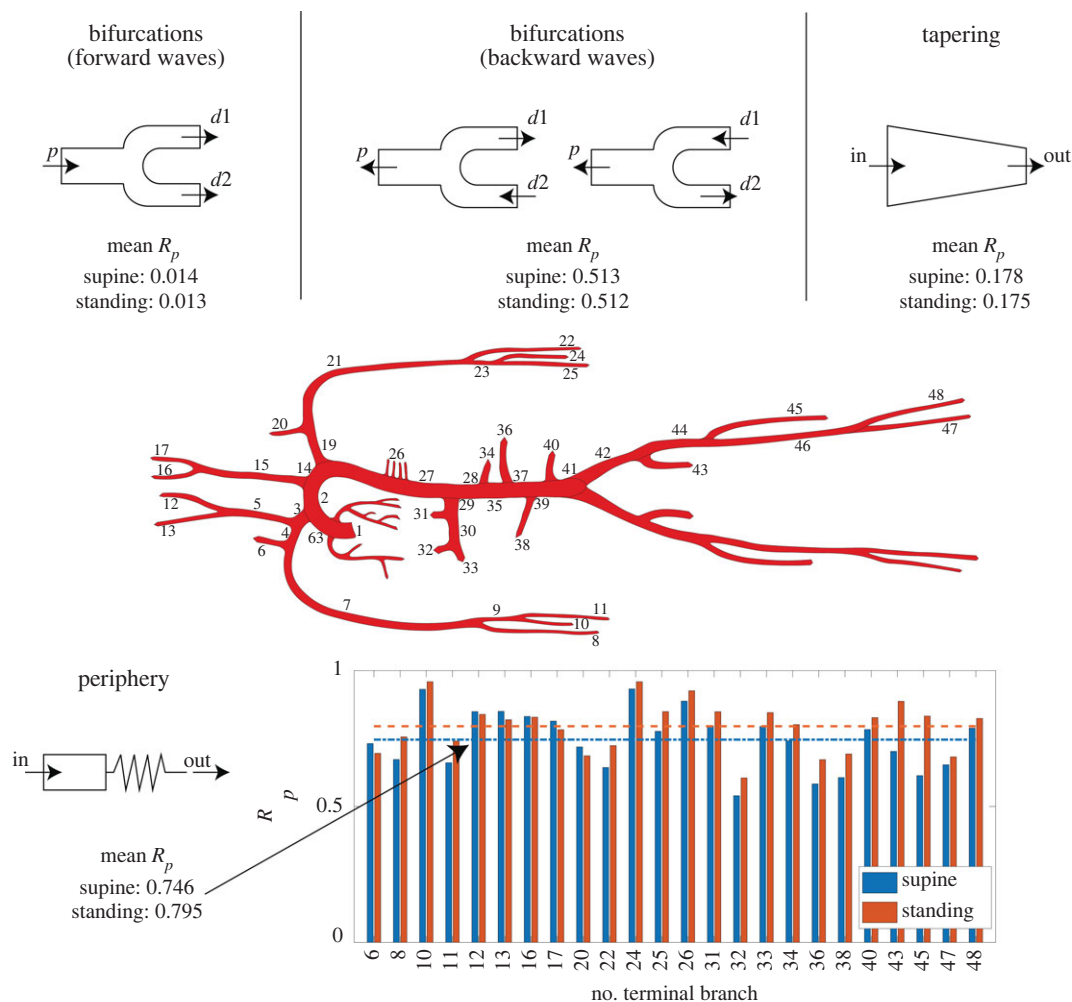 bifurcations
(forward waves)
bifurcations
(backward waves)
tapering
p
d1
d2
p
d1
d2
p
d1
d2
in
out
mean Rp
supine: 0.014
standing: 0.013
mean Rp
supine: 0.513
standing: 0.512
mean Rp
supine: 0.178
standing: 0.175
22
21
24
23
25
48
45
44
47
46
20
36
17
19
26
34
40
42
43
16
15
14
27
28
37
41
12
5
3
2
29
35
39
13
4
63
1
31
30
38
6
32
33
7
9
11
10
8
periphery
in
out
mean Rp
supine: 0.746
standing: 0.795
1
0.5
0
R p
supine
standing
6 8 10 11 12 13 16 17 20 22 24 25 26 31 32 33 34 36 38 40 43 45 47 48
no. terminal branch